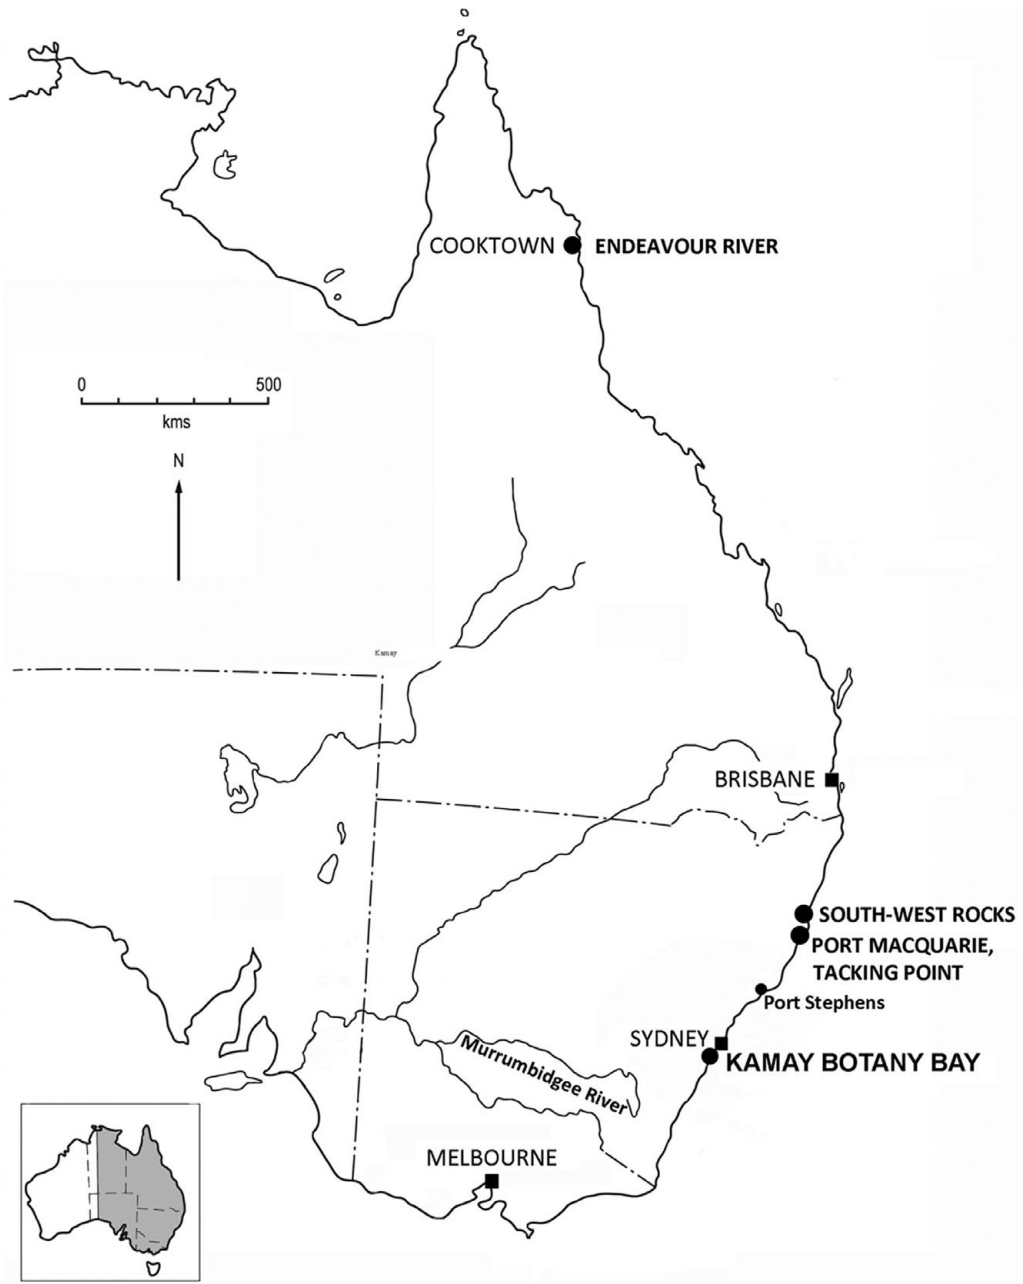 COOKTOWN
ENDEAVOUR RIVER
0 500
kms
N
Kamay
BRISBANE
SOUTH-WEST ROCKS
PORT MACQUARIE,
TACKING POINT
Port Stephens
SYDNEY
KAMAY BOTANY BAY
Murrumbidgee River
MELBOURNE